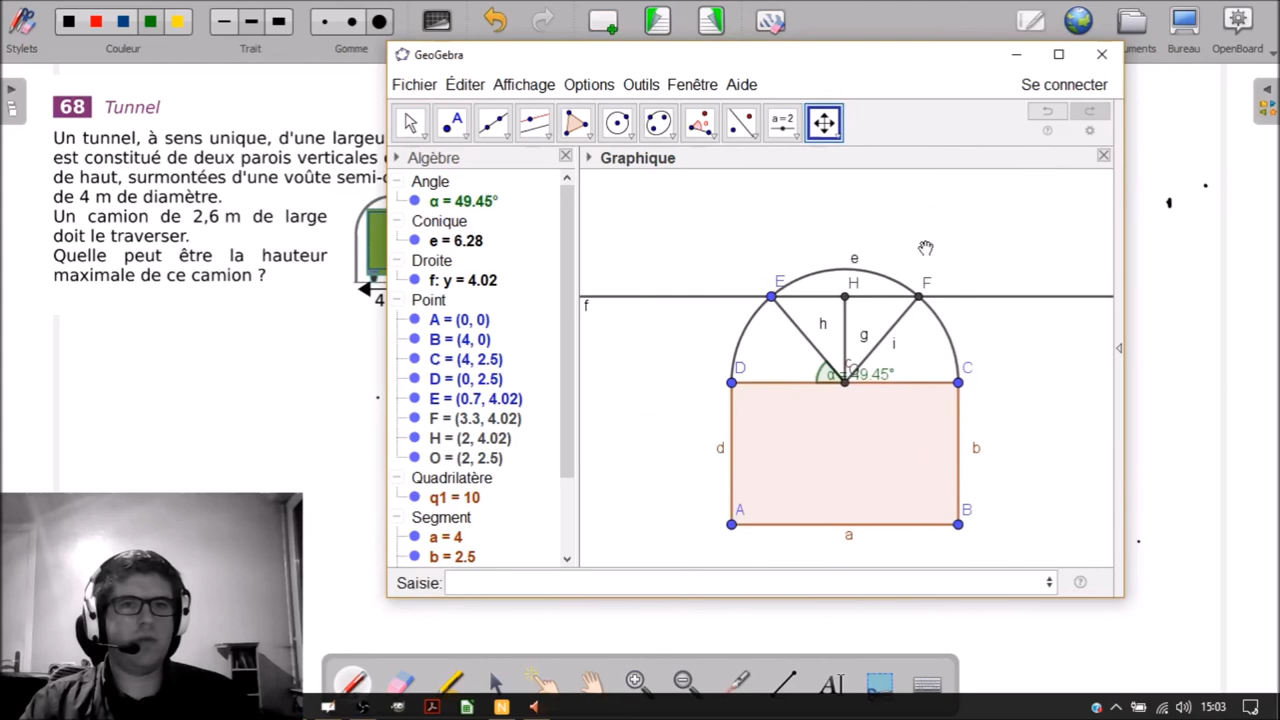 Stylets Couleur Trait Gomme
Documents Bureau OpenBoard
68 Tunnel
Un tunnel, à sens unique, d'une largeu
est constitué de deux parois verticales
de haut, surmontées d'une voûte semi-c
de 4 m de diamètre.
Un camion de 2,6 m de large
doit le traverser.
Quelle peut être la hauteur
maximale de ce camion ?
4
GeoGebra
Fichier Éditer Affichage Options Outils Fenêtre Aide Se connecter
A
a=2
Algèbre
Angle
α = 49.45°
Conique
e = 6.28
Droite
f: y = 4.02
Point
A = (0, 0)
B = (4, 0)
C = (4, 2.5)
D = (0, 2.5)
E = (0.7, 4.02)
F = (3.3, 4.02)
H = (2, 4.02)
O = (2, 2.5)
Quadrilatère
q1 = 10
Segment
a = 4
b = 2.5
Graphique
e
E H F
f
h g i
D α = 49.45° C
d b
A B
a
Saisie:
15:03